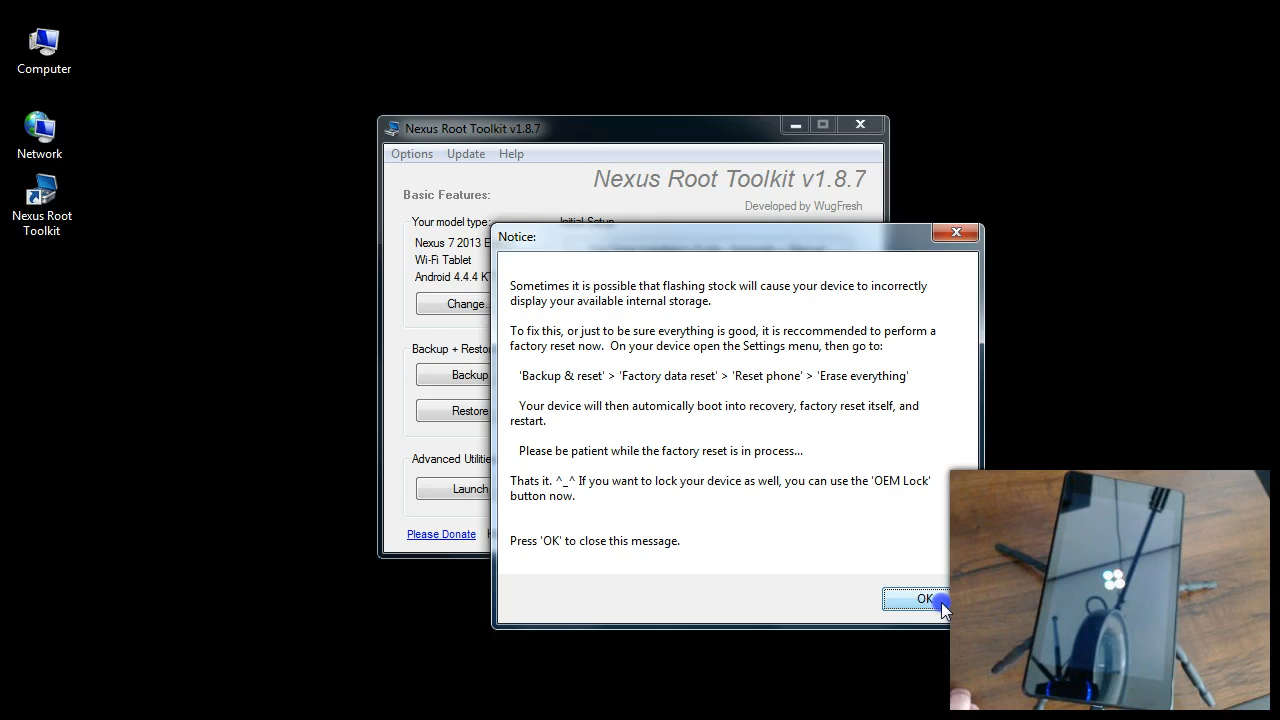 Computer
Network
Nexus Root
Toolkit
Nexus Root Toolkit v1.8.7
Options Update Help
Nexus Root Toolkit v1.8.7
Developed by WugFresh
Basic Features:
Your model type:
Initial Setup
Nexus 7 2013
Wi-Fi Tablet
Android 4.4.4
Change..
Backup + Resto
Backup
Restore
Advanced Utilitie
Launch
Please Donate
Notice:
Sometimes it is possible that flashing stock will cause your device to incorrectly
display your available internal storage.
To fix this, or just to be sure everything is good, it is reccommended to perform a
factory reset now. On your device open the Settings menu, then go to:
'Backup & reset' > 'Factory data reset' > 'Reset phone' > 'Erase everything'
Your device will then automically boot into recovery, factory reset itself, and
restart.
Please be patient while the factory reset is in process...
Thats it. ^_^ If you want to lock your device as well, you can use the 'OEM Lock'
button now.
Press 'OK' to close this message.
OK